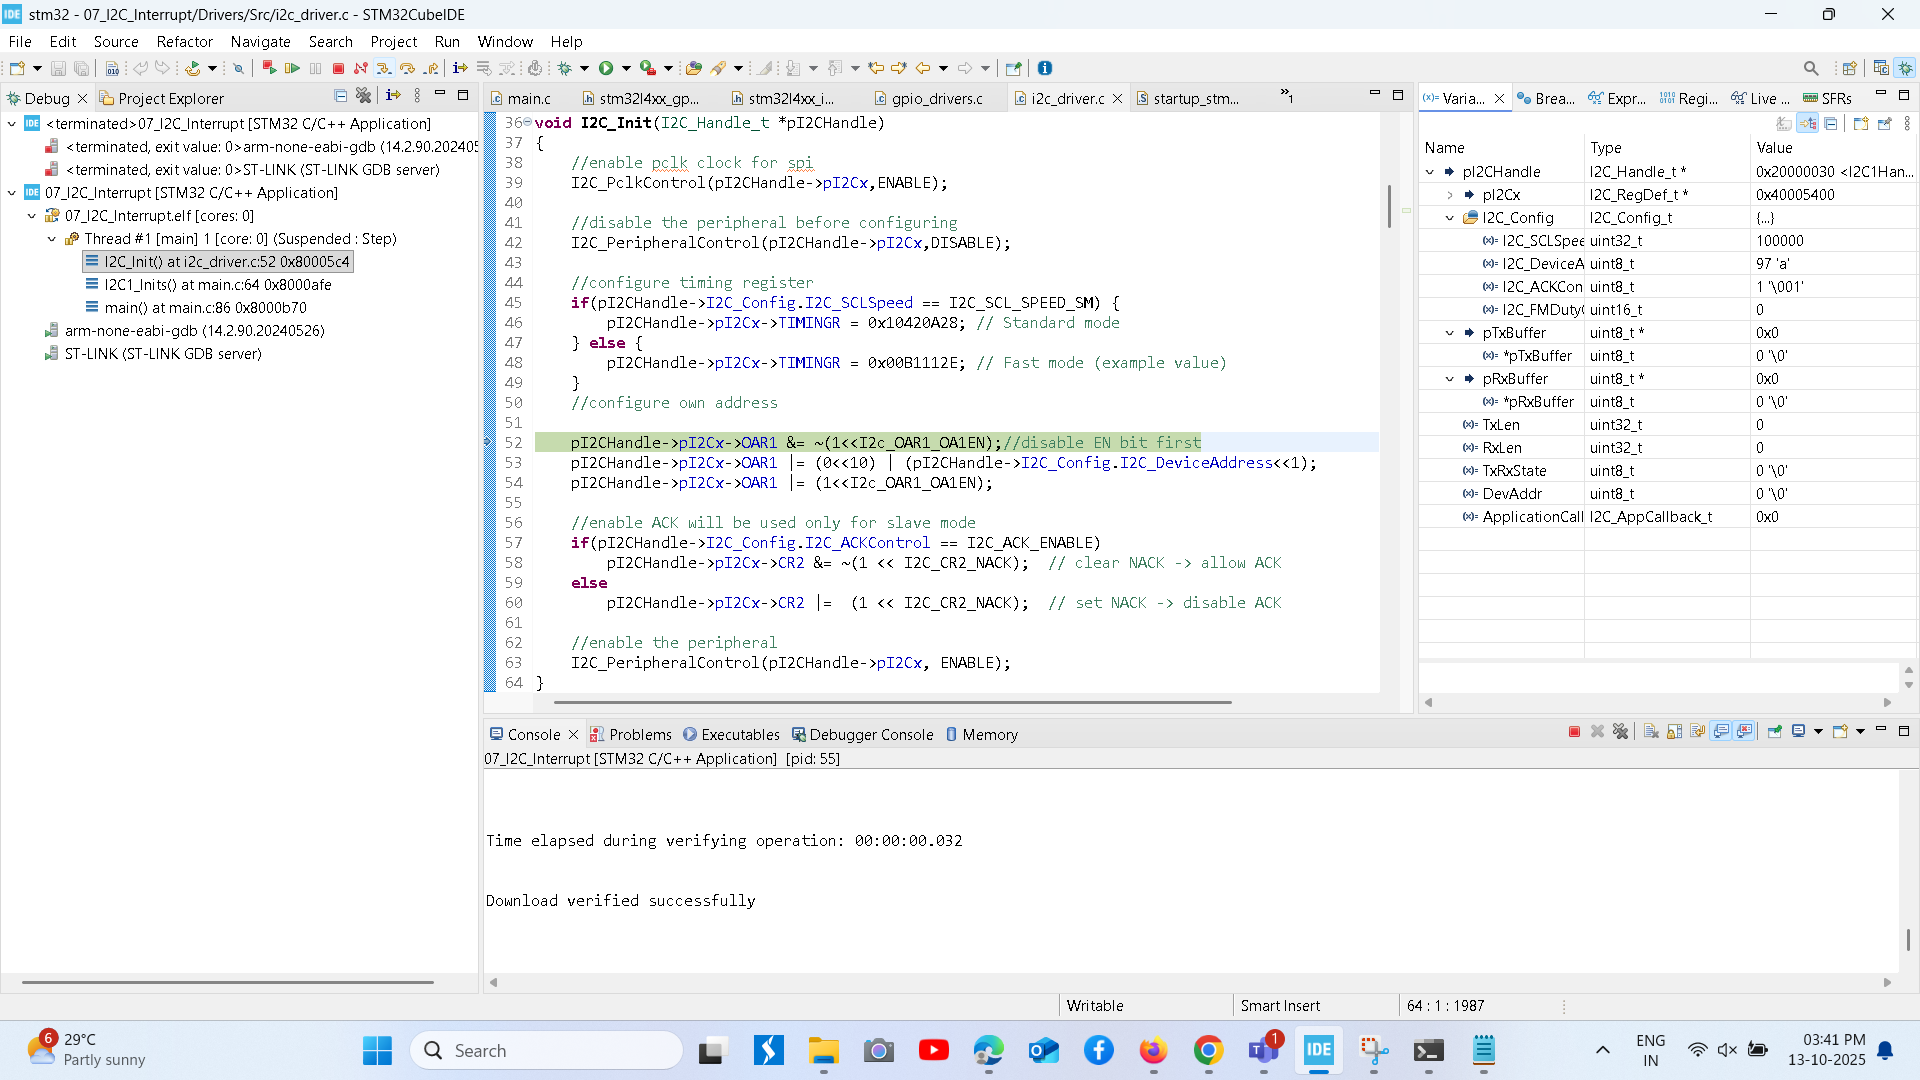 IDE stm32 - 07_I2C_Interrupt/Drivers/Src/i2c_driver.c - STM32CubeIDE
File Edit Source Refactor Navigate Search Project Run Window Help
Debug Project Explorer
<terminated>07_I2C_Interrupt [STM32 C/C++ Application]
<terminated, exit value: 0>arm-none-eabi-gdb (14.2.90.202405
<terminated, exit value: 0>ST-LINK (ST-LINK GDB server)
IDE 07_I2C_Interrupt [STM32 C/C++ Application]
07_I2C_Interrupt.elf [cores: 0]
Thread #1 [main] 1 [core: 0] (Suspended : Step)
I2C_Init() at i2c_driver.c:52 0x80005c4
I2C1_Inits() at main.c:64 0x8000afe
main() at main.c:86 0x8000b70
arm-none-eabi-gdb (14.2.90.20240526)
ST-LINK (ST-LINK GDB server)
main.c stm32l4xx_gp... stm32l4xx_i... gpio_drivers.c i2c_driver.c startup_stm... »1
36 void I2C_Init(I2C_Handle_t *pI2CHandle)
37 {
38 //enable pclk clock for spi
39 I2C_PclkControl(pI2CHandle->pI2Cx,ENABLE);
40
41 //disable the peripheral before configuring
42 I2C_PeripheralControl(pI2CHandle->pI2Cx,DISABLE);
43
44 //configure timing register
45 if(pI2CHandle->I2C_Config.I2C_SCLSpeed == I2C_SCL_SPEED_SM) {
46 pI2CHandle->pI2Cx->TIMINGR = 0x10420A28; // Standard mode
47 } else {
48 pI2CHandle->pI2Cx->TIMINGR = 0x00B1112E; // Fast mode (example value)
49 }
50 //configure own address
51
52 pI2CHandle->pI2Cx->OAR1 &= ~(1<<I2c_OAR1_OA1EN);//disable EN bit first
53 pI2CHandle->pI2Cx->OAR1 |= (0<<10) | (pI2CHandle->I2C_Config.I2C_DeviceAddress<<1);
54 pI2CHandle->pI2Cx->OAR1 |= (1<<I2c_OAR1_OA1EN);
55
56 //enable ACK will be used only for slave mode
57 if(pI2CHandle->I2C_Config.I2C_ACKControl == I2C_ACK_ENABLE)
58 pI2CHandle->pI2Cx->CR2 &= ~(1 << I2C_CR2_NACK); // clear NACK -> allow ACK
59 else
60 pI2CHandle->pI2Cx->CR2 |= (1 << I2C_CR2_NACK); // set NACK -> disable ACK
61
62 //enable the peripheral
63 I2C_PeripheralControl(pI2CHandle->pI2Cx, ENABLE);
64 }
Varia... Brea... Expr... Regi... Live ... SFRs
Name Type Value
pI2CHandle I2C_Handle_t * 0x20000030 <I2C1Han...
pI2Cx I2C_RegDef_t * 0x40005400
I2C_Config I2C_Config_t {...}
I2C_SCLSpee uint32_t 100000
I2C_DeviceA uint8_t 97 'a'
I2C_ACKCon uint8_t 1 '\001'
I2C_FMDuty uint16_t 0
pTxBuffer uint8_t * 0x0
*pTxBuffer uint8_t 0 '\0'
pRxBuffer uint8_t * 0x0
*pRxBuffer uint8_t 0 '\0'
TxLen uint32_t 0
RxLen uint32_t 0
TxRxState uint8_t 0 '\0'
DevAddr uint8_t 0 '\0'
ApplicationCall I2C_AppCallback_t 0x0
Console Problems Executables Debugger Console Memory
07_I2C_Interrupt [STM32 C/C++ Application] [pid: 55]
Time elapsed during verifying operation: 00:00:00.032
Download verified successfully
Writable Smart Insert 64 : 1 : 1987
6 29°C
Partly sunny
Search
1
IDE
ENG
IN
03:41 PM
13-10-2025